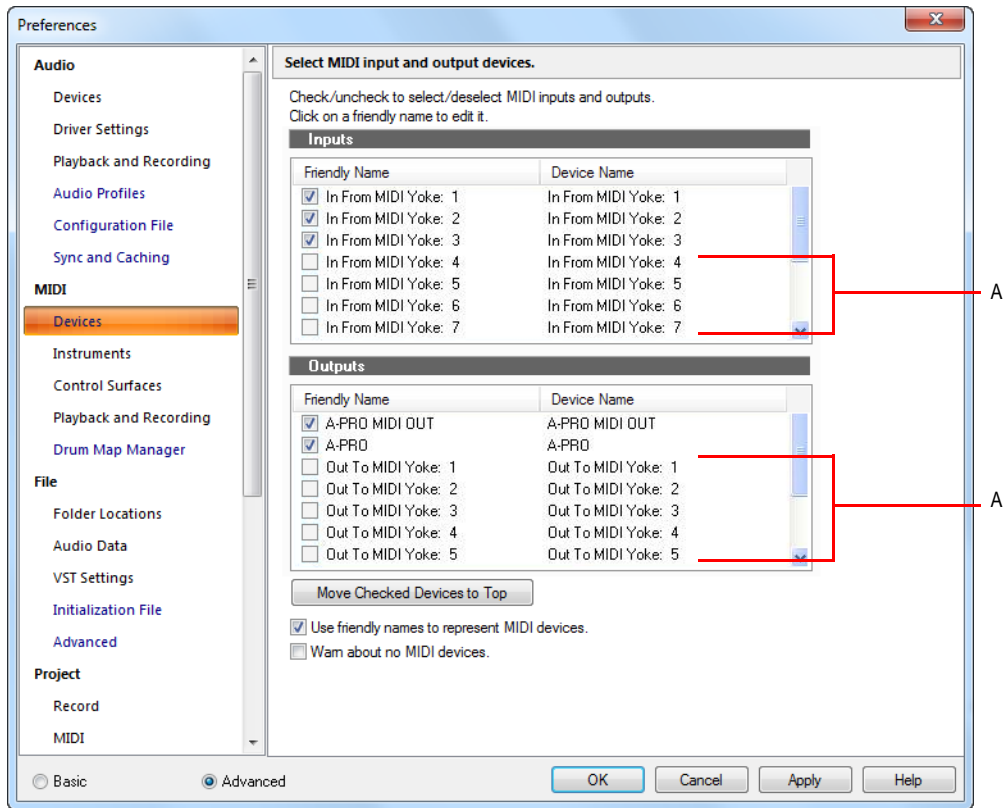 Preferences
Audio
Devices
Driver Settings
Playback and Recording
Audio Profiles
Configuration File
Sync and Caching
MIDI
Devices
Instruments
Control Surfaces
Playback and Recording
Drum Map Manager
File
Folder Locations
Audio Data
VST Settings
Initialization File
Advanced
Project
Record
MIDI
Basic
Advanced
Select MIDI input and output devices.
Check/uncheck to select/deselect MIDI inputs and outputs.
Click on a friendly name to edit it.
Inputs
Friendly Name Device Name
In From MIDI Yoke: 1 In From MIDI Yoke: 1
In From MIDI Yoke: 2 In From MIDI Yoke: 2
In From MIDI Yoke: 3 In From MIDI Yoke: 3
In From MIDI Yoke: 4 In From MIDI Yoke: 4
In From MIDI Yoke: 5 In From MIDI Yoke: 5
In From MIDI Yoke: 6 In From MIDI Yoke: 6
In From MIDI Yoke: 7 In From MIDI Yoke: 7
A
Outputs
Friendly Name Device Name
A-PRO MIDI OUT A-PRO MIDI OUT
A-PRO A-PRO
Out To MIDI Yoke: 1 Out To MIDI Yoke: 1
Out To MIDI Yoke: 2 Out To MIDI Yoke: 2
Out To MIDI Yoke: 3 Out To MIDI Yoke: 3
Out To MIDI Yoke: 4 Out To MIDI Yoke: 4
Out To MIDI Yoke: 5 Out To MIDI Yoke: 5
A
Move Checked Devices to Top
Use friendly names to represent MIDI devices.
Warn about no MIDI devices.
OK Cancel Apply Help